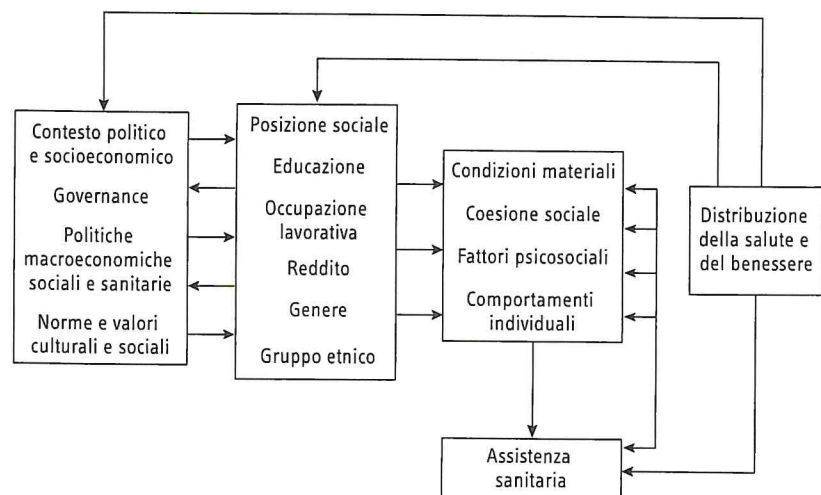 Contesto politico
e socioeconomico
Governance
Politiche
macroeconomiche
sociali e sanitarie
Norme e valori
culturali e sociali
Posizione sociale
Educazione
Occupazione
lavorativa
Reddito
Genere
Gruppo etnico
Condizioni materiali
Coesione sociale
Fattori psicosociali
Comportamenti
individuali
Distribuzione
della salute e
del benessere
Assistenza
sanitaria